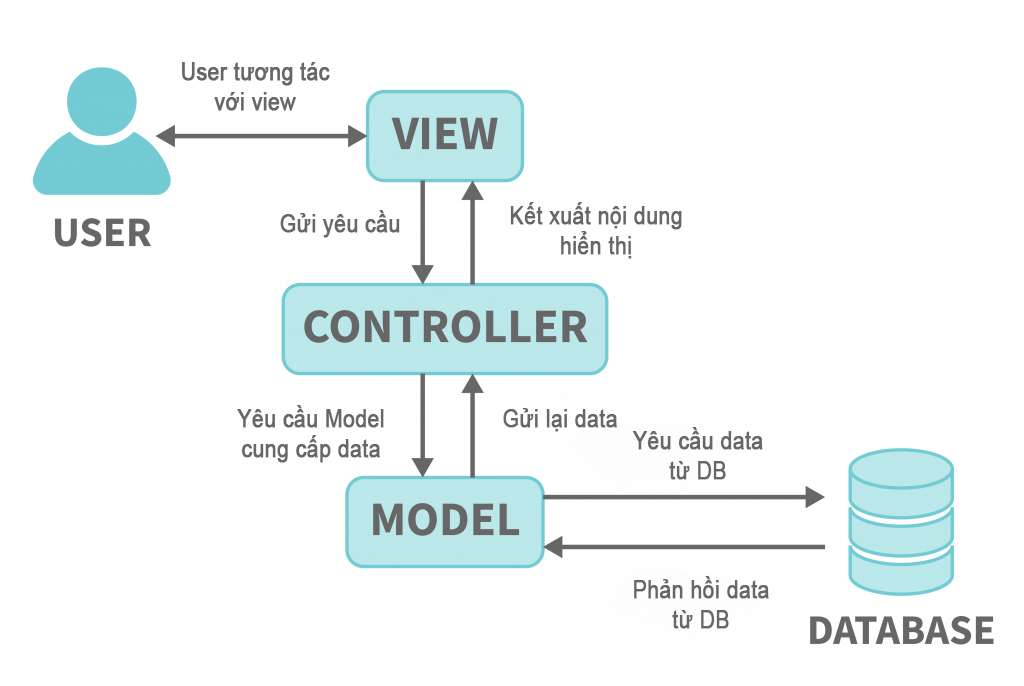 User tương tác
với view
VIEW
USER
Gửi yêu cầu
Kết xuất nội dung
hiển thị
CONTROLLER
Yêu cầu Model
cung cấp data
Gửi lại data
Yêu cầu data
từ DB
MODEL
Phản hồi data
từ DB
DATABASE